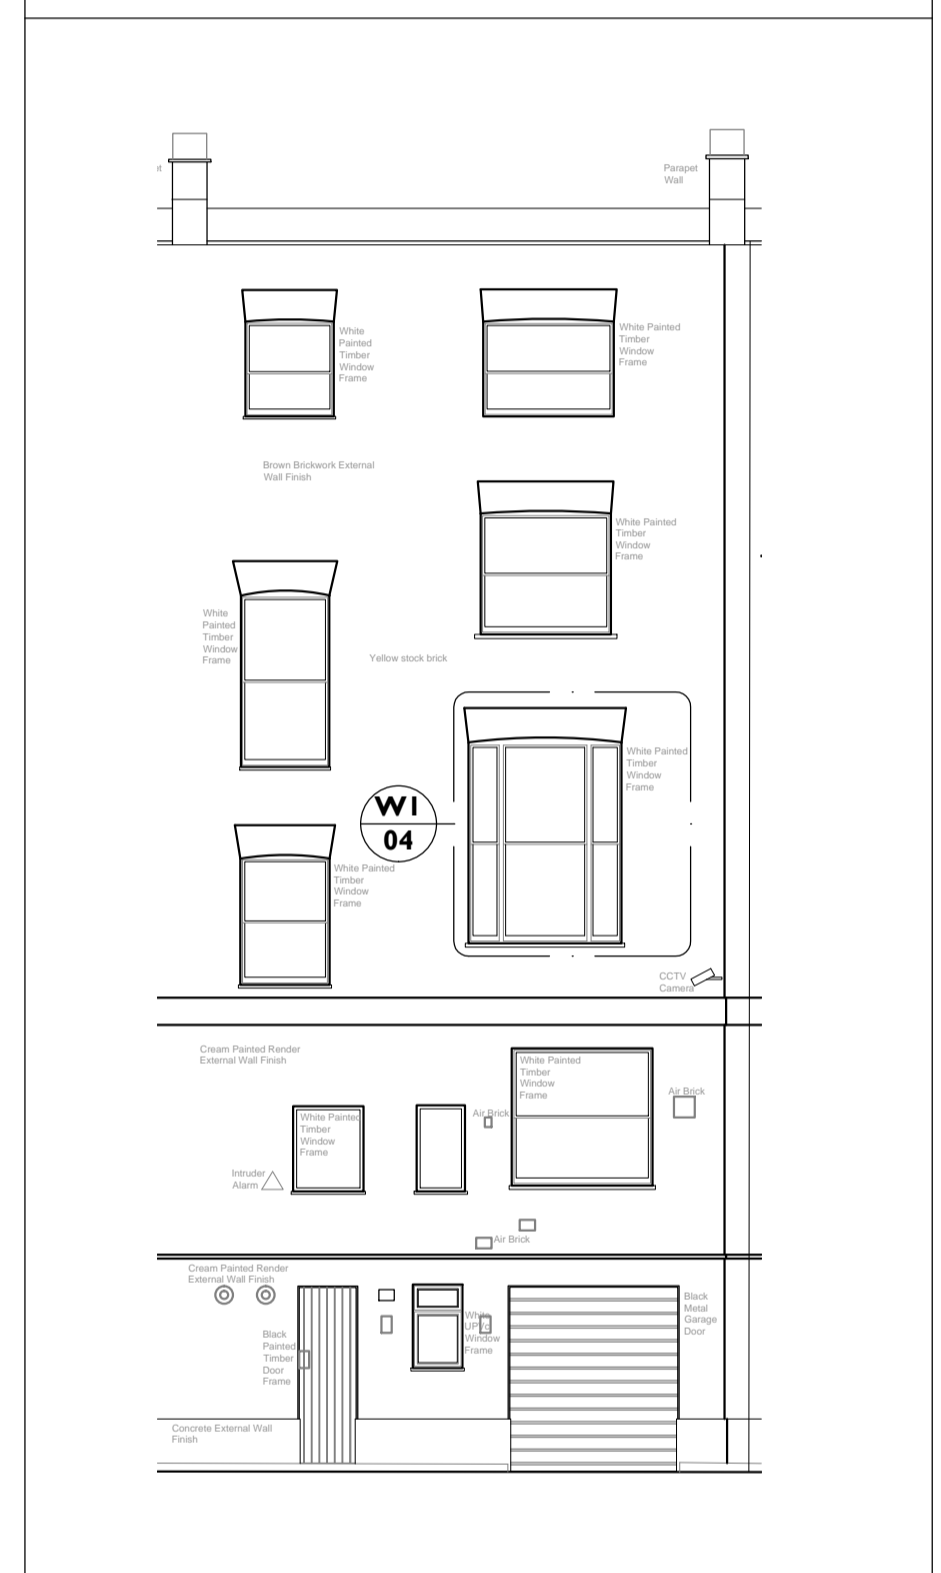 Parapet
Wall
White
Painted
Timber
Window
Frame
White Painted
Timber
Window
Frame
Brown Brickwork External
Wall Finish
White Painted
Timber
Window
Frame
White
Painted
Timber
Window
Frame
Yellow stock brick
White Painted
Timber
Window
Frame
W1
04
White Painted
Timber
Window
Frame
CCTV
Camera
Cream Painted Render
External Wall Finish
White Painted
Timber
Window
Frame
Air Brick
Air Brick
White Painted
Timber
Window
Frame
Intruder
Alarm
Air Brick
Cream Painted Render
External Wall Finish
Black
Metal
Garage
Door
White
UPVc
Window
Frame
Black
Painted
Timber
Door
Frame
Concrete External Wall
Finish